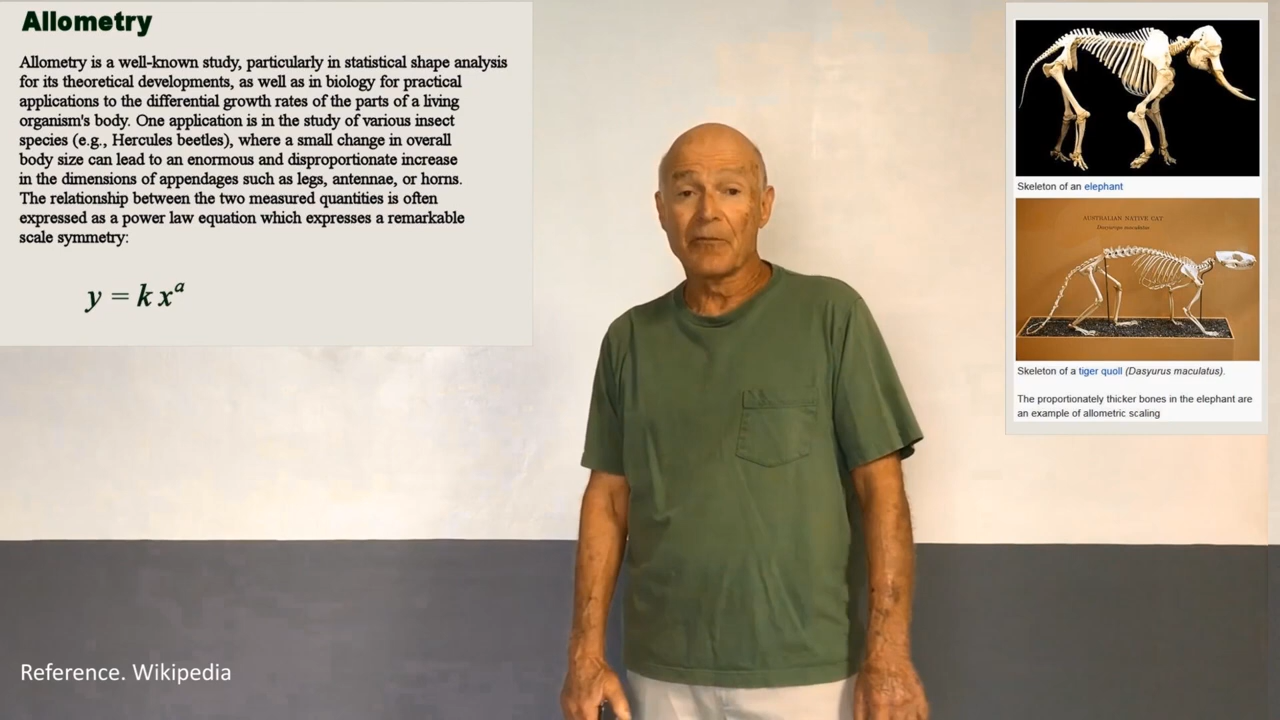 Allometry
Allometry is a well-known study, particularly in statistical shape analysis
for its theoretical developments, as well as in biology for practical
applications to the differential growth rates of the parts of a living
organism's body. One application is in the study of various insect
species (e.g., Hercules beetles), where a small change in overall
body size can lead to an enormous and disproportionate increase
in the dimensions of appendages such as legs, antennae, or horns.
The relationship between the two measured quantities is often
expressed as a power law equation which expresses a remarkable
scale symmetry:
y = k xᵃ
Reference. Wikipedia
Skeleton of an elephant
AUSTRALIAN NATIVE CAT
Dasyurops maculatus
Skeleton of a tiger quoll (Dasyurus maculatus).
The proportionately thicker bones in the elephant are
an example of allometric scaling